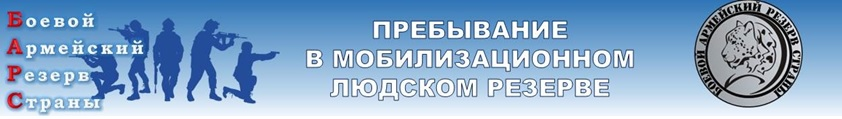 Боевой
Армейский
Резерв
Страны
ПРЕБЫВАНИЕ
В МОБИЛИЗАЦИОННОМ
ЛЮДСКОМ РЕЗЕРВЕ
БОЕВОЙ АРМЕЙСКИЙ РЕЗЕРВ СТРАНЫ